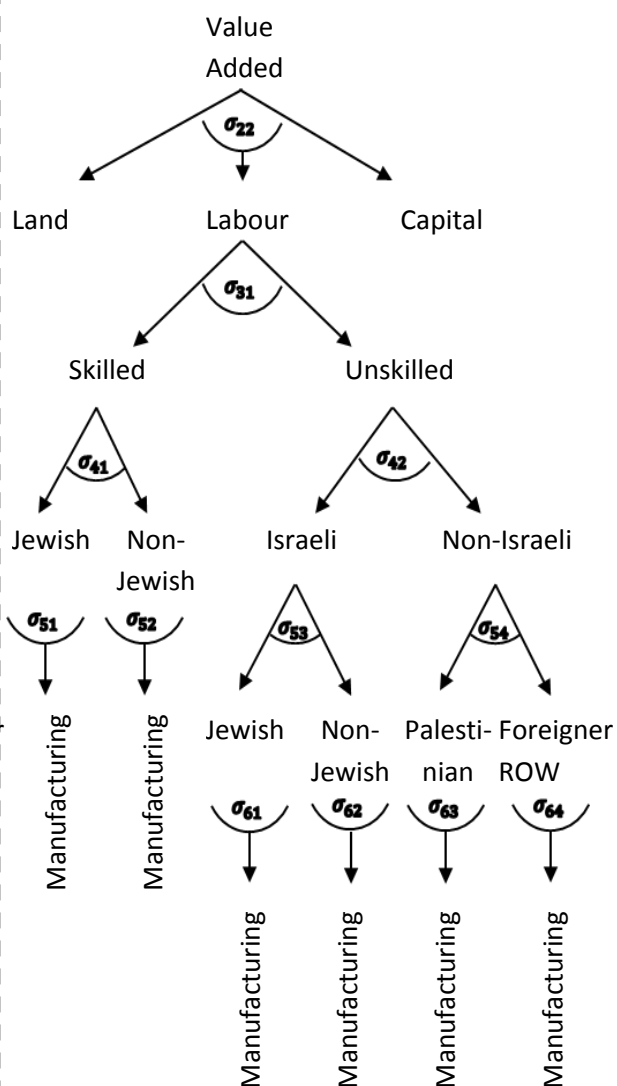 Value
Added
σ22
Land
Labour
Capital
σ31
Skilled
Unskilled
σ41
σ42
Jewish
Non-
Jewish
Israeli
Non-Israeli
σ51
σ52
σ53
σ54
Manufacturing
Manufacturing
Jewish
Non-
Jewish
Palesti-
nian
Foreigner
ROW
σ61
σ62
σ63
σ64
Manufacturing
Manufacturing
Manufacturing
Manufacturing